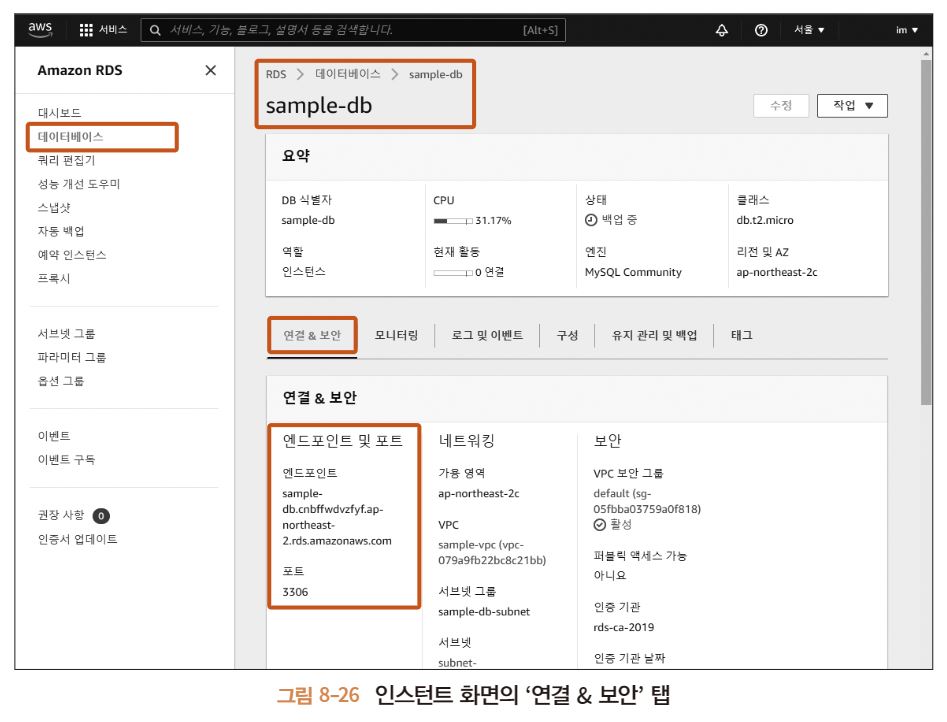 aws
서비스
서비스, 기능, 블로그, 설명서 등을 검색합니다.
[Alt+S]
서울 ▼
im ▼
Amazon RDS
대시보드
데이터베이스
쿼리 편집기
성능 개선 도우미
스냅샷
자동 백업
예약 인스턴스
프록시
서브넷 그룹
파라미터 그룹
옵션 그룹
이벤트
이벤트 구독
권장 사항 0
인증서 업데이트
RDS > 데이터베이스 > sample-db
sample-db
수정
작업 ▼
요약
DB 식별자
sample-db
CPU
31.17%
상태
백업 중
클래스
db.t2.micro
역할
인스턴스
현재 활동
0 연결
엔진
MySQL Community
리전 및 AZ
ap-northeast-2c
연결 & 보안
모니터링
로그 및 이벤트
구성
유지 관리 및 백업
태그
연결 & 보안
엔드포인트 및 포트
엔드포인트
sample-
db.cnbffwdvzfyf.ap-
northeast-
2.rds.amazonaws.com
포트
3306
네트워킹
가용 영역
ap-northeast-2c
VPC
sample-vpc (vpc-
079a9fb22bc8c21bb)
서브넷 그룹
sample-db-subnet
서브넷
subnet-
보안
VPC 보안 그룹
default (sg-
05fbba03759a0f818)
활성
퍼블릭 액세스 가능
아니요
인증 기관
rds-ca-2019
인증 기관 날짜
그림 8-26 인스턴트 화면의 ‘연결 & 보안’ 탭